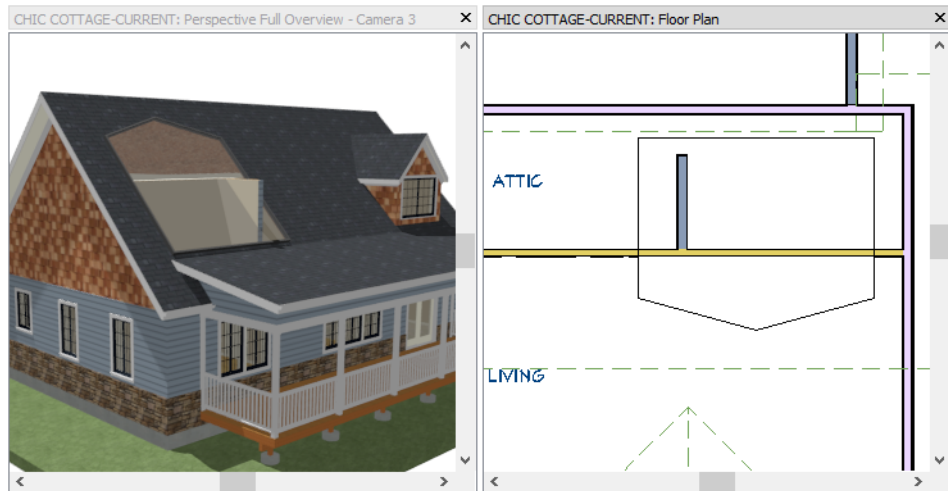 CHIC COTTAGE-CURRENT: Perspective Full Overview - Camera 3
CHIC COTTAGE-CURRENT: Floor Plan
ATTIC
LIVING